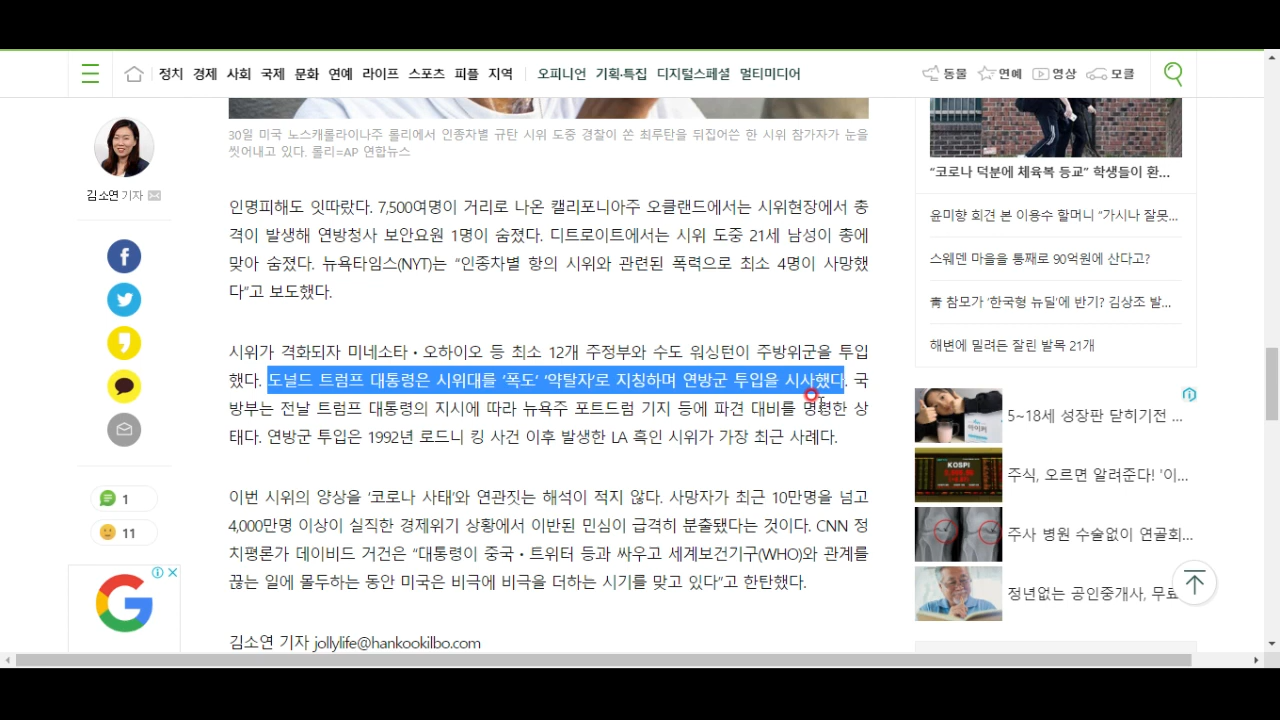 정치 경제 사회 국제 문화 연예 라이프 스포츠 피플 지역 오피니언 기획·특집 디지털스페셜 멀티미디어 동물 연예 영상 모클
김소연 기자
1
11
30일 미국 노스캐롤라이나주 롤리에서 인종차별 규탄 시위 도중 경찰이 쏜 최루탄을 뒤집어쓴 한 시위 참가자가 눈을
씻어내고 있다. 롤리=AP 연합뉴스
인명피해도 잇따랐다. 7,500여명이 거리로 나온 캘리포니아주 오클랜드에서는 시위현장에서 총
격이 발생해 연방청사 보안요원 1명이 숨졌다. 디트로이트에서는 시위 도중 21세 남성이 총에
맞아 숨졌다. 뉴욕타임스(NYT)는 “인종차별 항의 시위와 관련된 폭력으로 최소 4명이 사망했
다”고 보도했다.
시위가 격화되자 미네소타·오하이오 등 최소 12개 주정부와 수도 워싱턴이 주방위군을 투입
했다. 도널드 트럼프 대통령은 시위대를 ‘폭도’ ‘약탈자’로 지칭하며 연방군 투입을 시사했다. 국
방부는 전날 트럼프 대통령의 지시에 따라 뉴욕주 포트드럼 기지 등에 파견 대비를 명령한 상
태다. 연방군 투입은 1992년 로드니 킹 사건 이후 발생한 LA 흑인 시위가 가장 최근 사례다.
이번 시위의 양상을 ‘코로나 사태’와 연관짓는 해석이 적지 않다. 사망자가 최근 10만명을 넘고
4,000만명 이상이 실직한 경제위기 상황에서 이반된 민심이 급격히 분출됐다는 것이다. CNN 정
치평론가 데이비드 거건은 “대통령이 중국·트위터 등과 싸우고 세계보건기구(WHO)와 관계를
끊는 일에 몰두하는 동안 미국은 비극에 비극을 더하는 시기를 맞고 있다”고 한탄했다.
김소연 기자 jollylife@hankookilbo.com
“코로나 덕분에 체육복 등교” 학생들이 환...
윤미향 회견 본 이용수 할머니 “가시나 잘못...
스웨덴 마을을 통째로 90억원에 산다고?
靑 참모가 ‘한국형 뉴딜’에 반기? 김상조 발...
해변에 밀려든 잘린 발목 21개
5~18세 성장판 닫히기전 ...
아이커
주식, 오르면 알려준다! '이...
KOSPI
주사 병원 수술없이 연골회...
정년없는 공인중개사, 무료